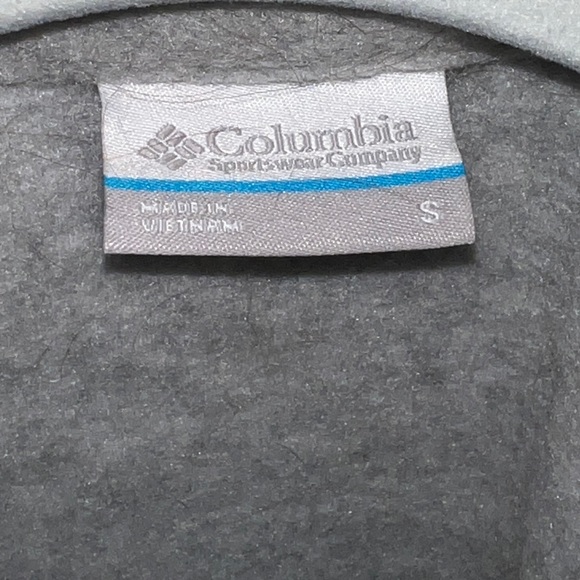 Columbia
Sportswear Company
MADE IN
VIETNAM
S